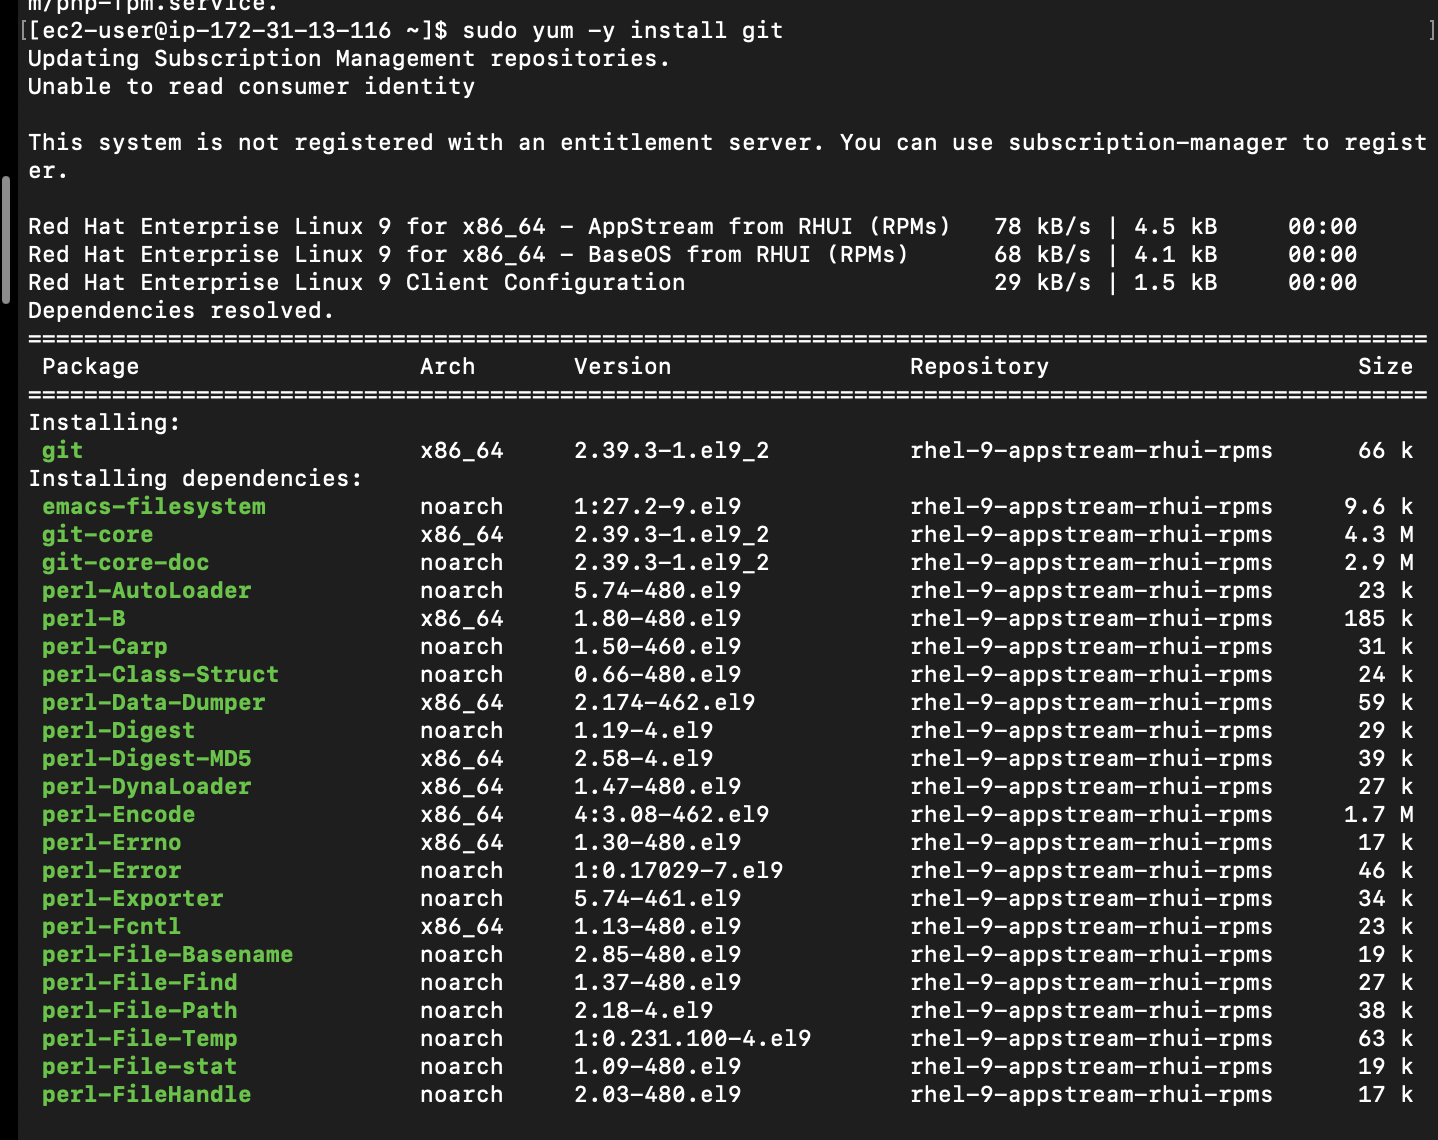 m/php-fpm.service.
[[ec2-user@ip-172-31-13-116 ~]$ sudo yum -y install git ]
Updating Subscription Management repositories.
Unable to read consumer identity
This system is not registered with an entitlement server. You can use subscription-manager to regist
er.
Red Hat Enterprise Linux 9 for x86_64 - AppStream from RHUI (RPMs) 78 kB/s | 4.5 kB 00:00
Red Hat Enterprise Linux 9 for x86_64 - BaseOS from RHUI (RPMs) 68 kB/s | 4.1 kB 00:00
Red Hat Enterprise Linux 9 Client Configuration 29 kB/s | 1.5 kB 00:00
Dependencies resolved.
====================================================================================================
Package Arch Version Repository Size
====================================================================================================
Installing:
git x86_64 2.39.3-1.el9_2 rhel-9-appstream-rhui-rpms 66 k
Installing dependencies:
emacs-filesystem noarch 1:27.2-9.el9 rhel-9-appstream-rhui-rpms 9.6 k
git-core x86_64 2.39.3-1.el9_2 rhel-9-appstream-rhui-rpms 4.3 M
git-core-doc noarch 2.39.3-1.el9_2 rhel-9-appstream-rhui-rpms 2.9 M
perl-AutoLoader noarch 5.74-480.el9 rhel-9-appstream-rhui-rpms 23 k
perl-B x86_64 1.80-480.el9 rhel-9-appstream-rhui-rpms 185 k
perl-Carp noarch 1.50-460.el9 rhel-9-appstream-rhui-rpms 31 k
perl-Class-Struct noarch 0.66-480.el9 rhel-9-appstream-rhui-rpms 24 k
perl-Data-Dumper x86_64 2.174-462.el9 rhel-9-appstream-rhui-rpms 59 k
perl-Digest noarch 1.19-4.el9 rhel-9-appstream-rhui-rpms 29 k
perl-Digest-MD5 x86_64 2.58-4.el9 rhel-9-appstream-rhui-rpms 39 k
perl-DynaLoader x86_64 1.47-480.el9 rhel-9-appstream-rhui-rpms 27 k
perl-Encode x86_64 4:3.08-462.el9 rhel-9-appstream-rhui-rpms 1.7 M
perl-Errno x86_64 1.30-480.el9 rhel-9-appstream-rhui-rpms 17 k
perl-Error noarch 1:0.17029-7.el9 rhel-9-appstream-rhui-rpms 46 k
perl-Exporter noarch 5.74-461.el9 rhel-9-appstream-rhui-rpms 34 k
perl-Fcntl x86_64 1.13-480.el9 rhel-9-appstream-rhui-rpms 23 k
perl-File-Basename noarch 2.85-480.el9 rhel-9-appstream-rhui-rpms 19 k
perl-File-Find noarch 1.37-480.el9 rhel-9-appstream-rhui-rpms 27 k
perl-File-Path noarch 2.18-4.el9 rhel-9-appstream-rhui-rpms 38 k
perl-File-Temp noarch 1:0.231.100-4.el9 rhel-9-appstream-rhui-rpms 63 k
perl-File-stat noarch 1.09-480.el9 rhel-9-appstream-rhui-rpms 19 k
perl-FileHandle noarch 2.03-480.el9 rhel-9-appstream-rhui-rpms 17 k